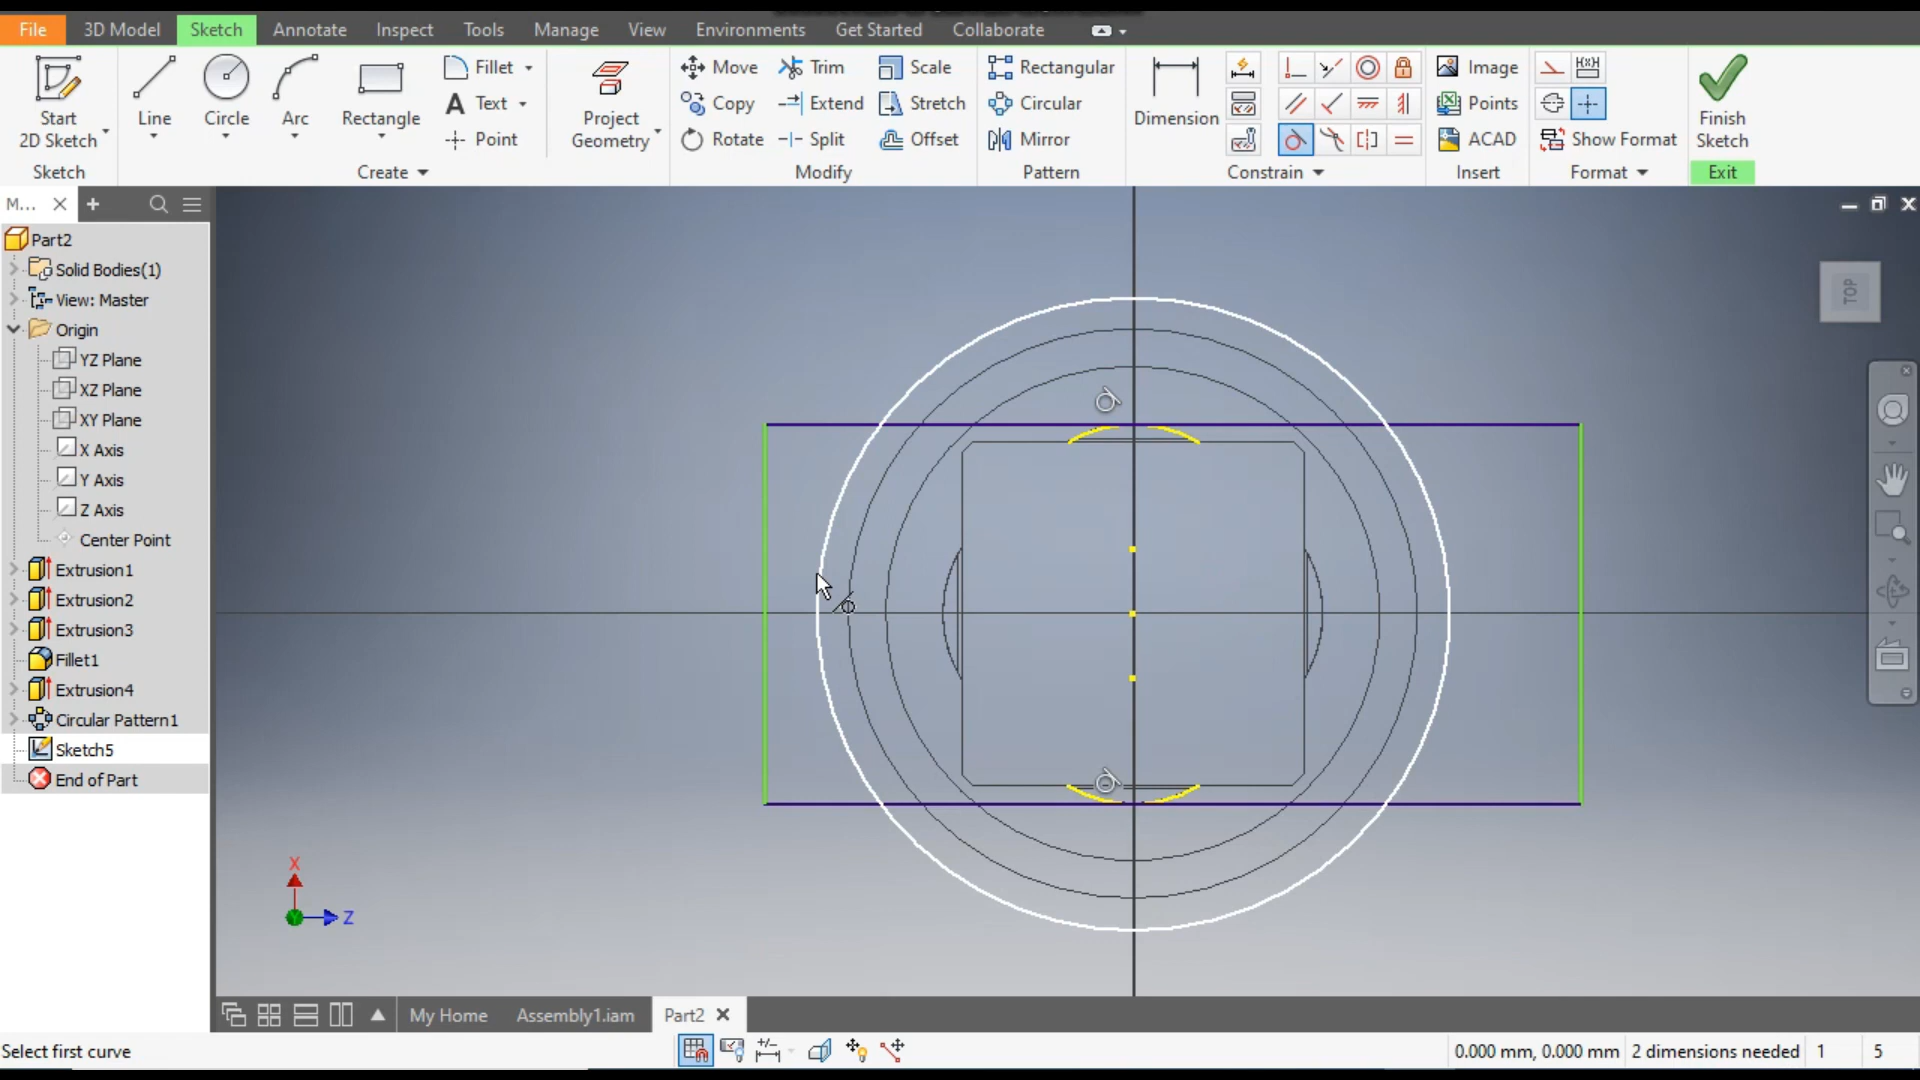 File 3D Model Sketch Annotate Inspect Tools Manage View Environments Get Started Collaborate
Start
2D Sketch
Line
Circle
Arc
Rectangle
Fillet
Text
Point
Project
Geometry
Move
Copy
Rotate
Trim
Extend
Split
Scale
Stretch
Offset
Rectangular
Circular
Mirror
Dimension
Image
Points
ACAD
Show Format
Finish
Sketch
Sketch
Create
Modify
Pattern
Constrain
Insert
Format
Exit
M...
Part2
Solid Bodies(1)
View: Master
Origin
YZ Plane
XZ Plane
XY Plane
X Axis
Y Axis
Z Axis
Center Point
Extrusion1
Extrusion2
Extrusion3
Fillet1
Extrusion4
Circular Pattern1
Sketch5
End of Part
TOP
X
Z
My Home Assembly1.iam Part2
Select first curve
0.000 mm, 0.000 mm 2 dimensions needed 1 5